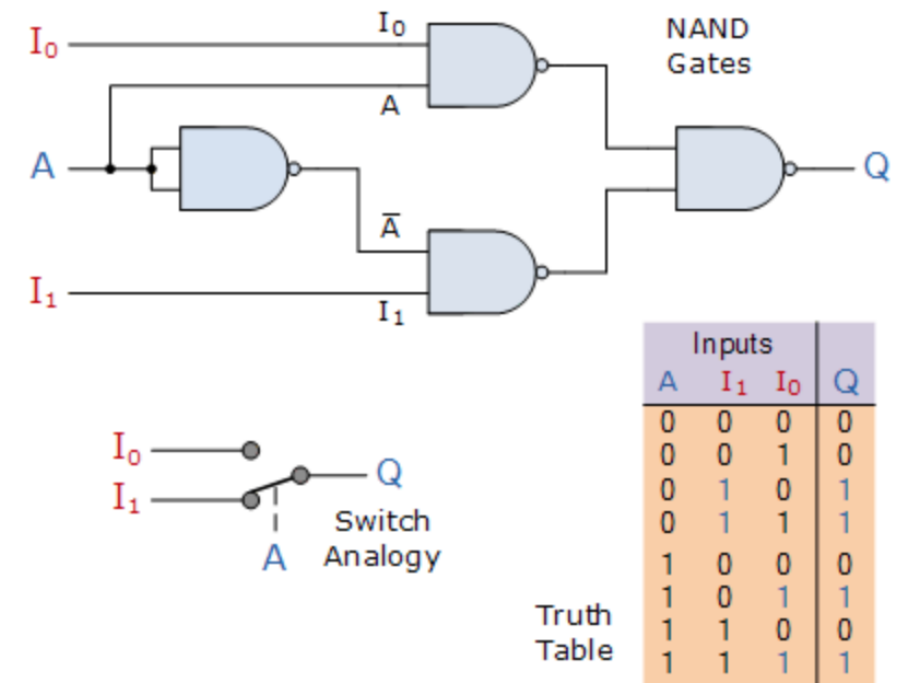 I₀
I₀
NAND
Gates
A
A
Q
A̅
I₁
I₁
Inputs
A I₁ I₀ Q
0 0 0 0
0 0 1 0
0 1 0 1
0 1 1 1
1 0 0 0
1 0 1 1
1 1 0 0
1 1 1 1
I₀
I₁
Q
Switch
Analogy
A
Truth
Table